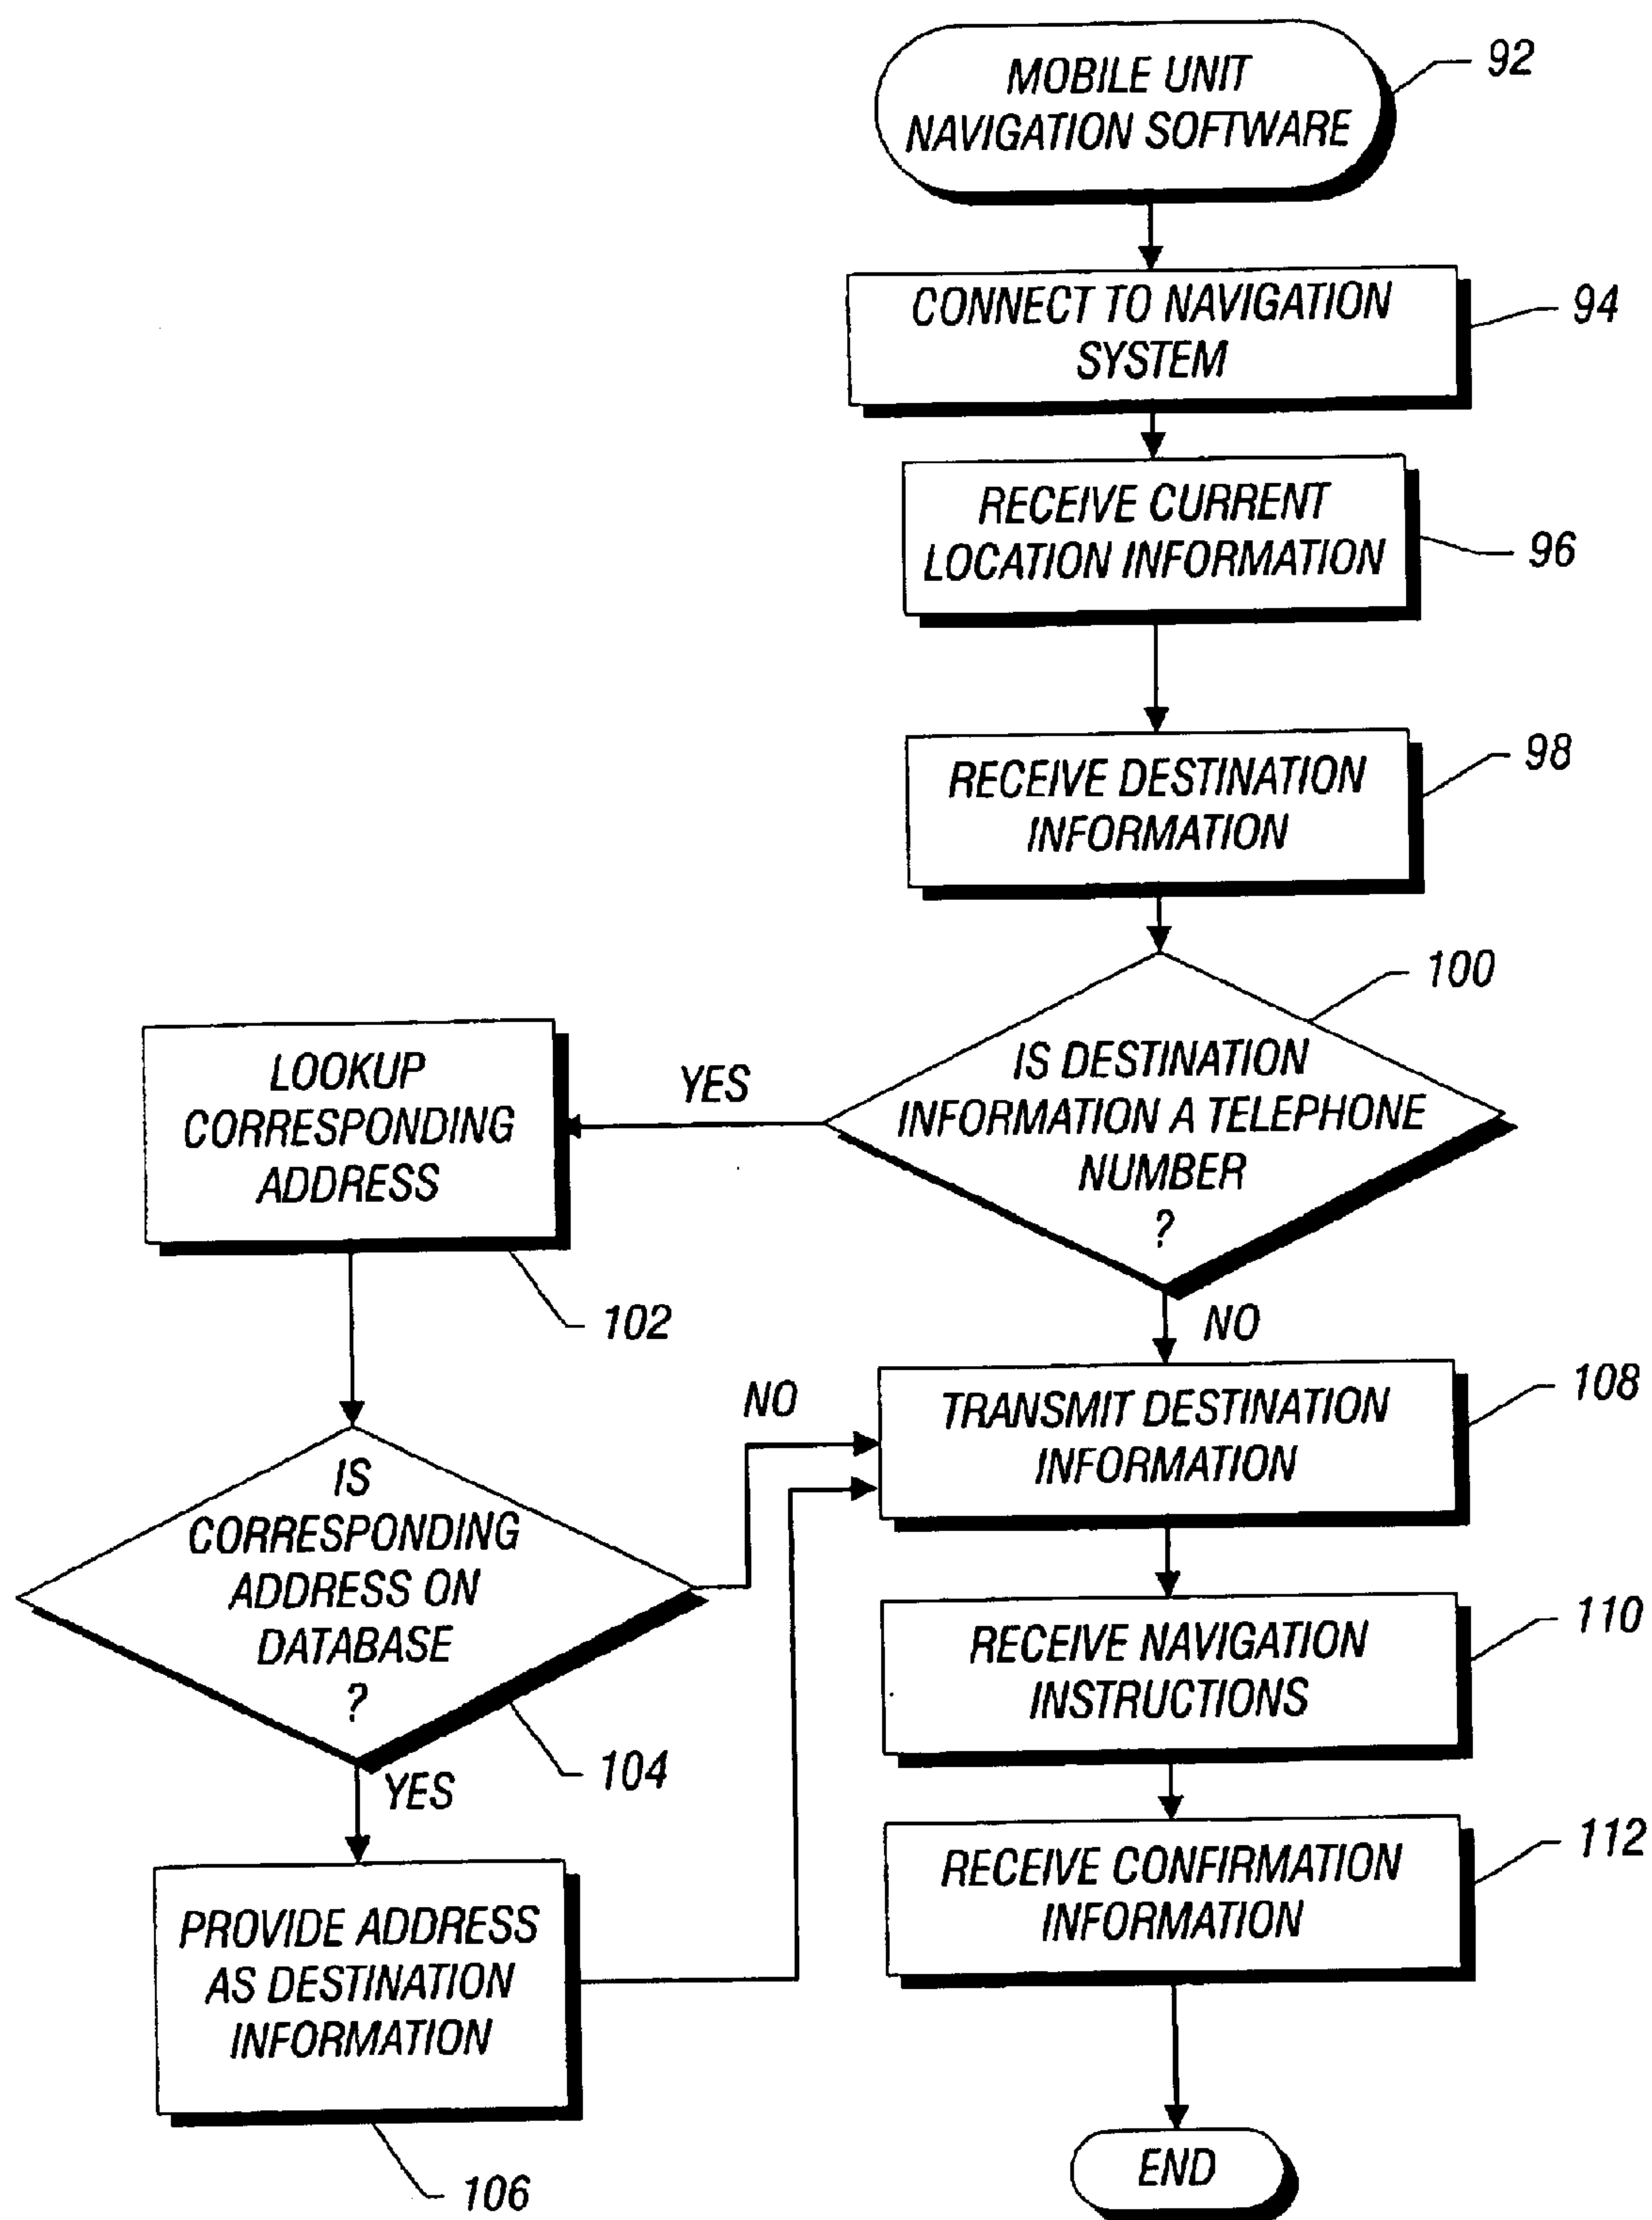 MOBILE UNIT
NAVIGATION SOFTWARE
92
CONNECT TO NAVIGATION
SYSTEM
94
RECEIVE CURRENT
LOCATION INFORMATION
96
RECEIVE DESTINATION
INFORMATION
98
100
IS DESTINATION
INFORMATION A TELEPHONE
NUMBER
?
YES
LOOKUP
CORRESPONDING
ADDRESS
102
NO
IS
CORRESPONDING
ADDRESS ON
DATABASE
?
104
NO
YES
PROVIDE ADDRESS
AS DESTINATION
INFORMATION
106
TRANSMIT DESTINATION
INFORMATION
108
RECEIVE NAVIGATION
INSTRUCTIONS
110
RECEIVE CONFIRMATION
INFORMATION
112
END